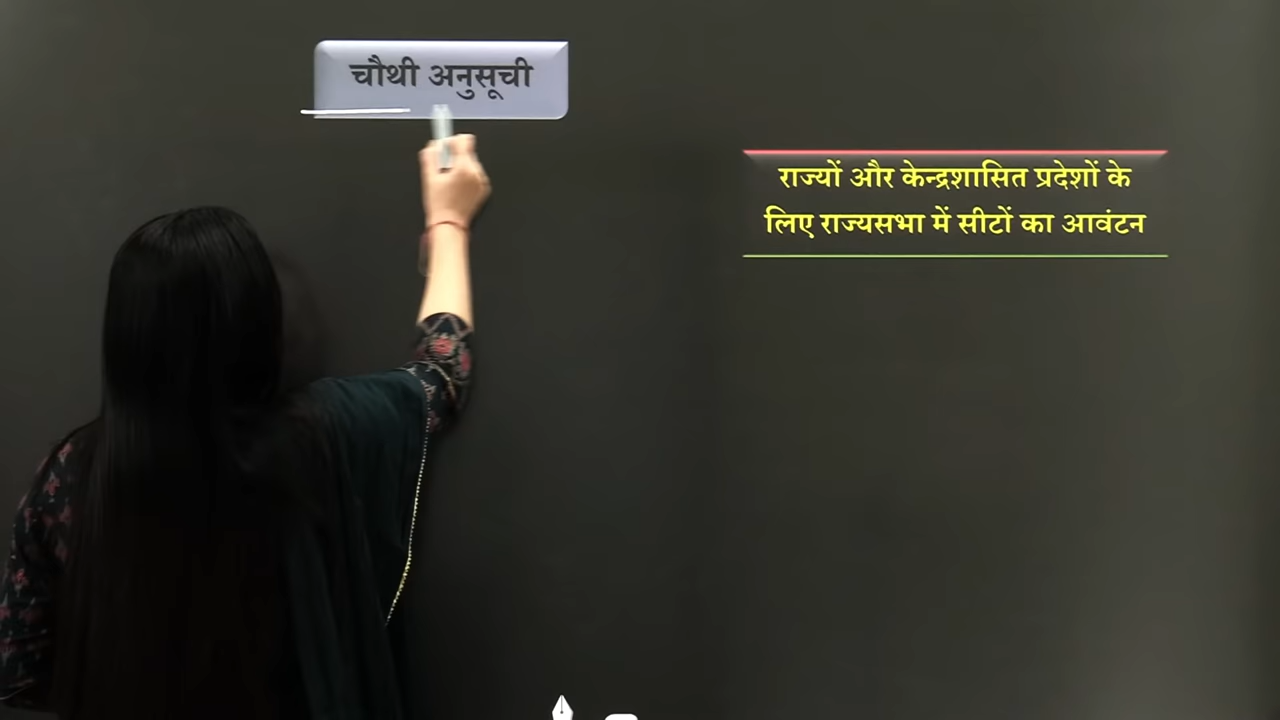 चौथी अनुसूची
राज्यों और केन्द्रशासित प्रदेशों के
लिए राज्यसभा में सीटों का आवंटन